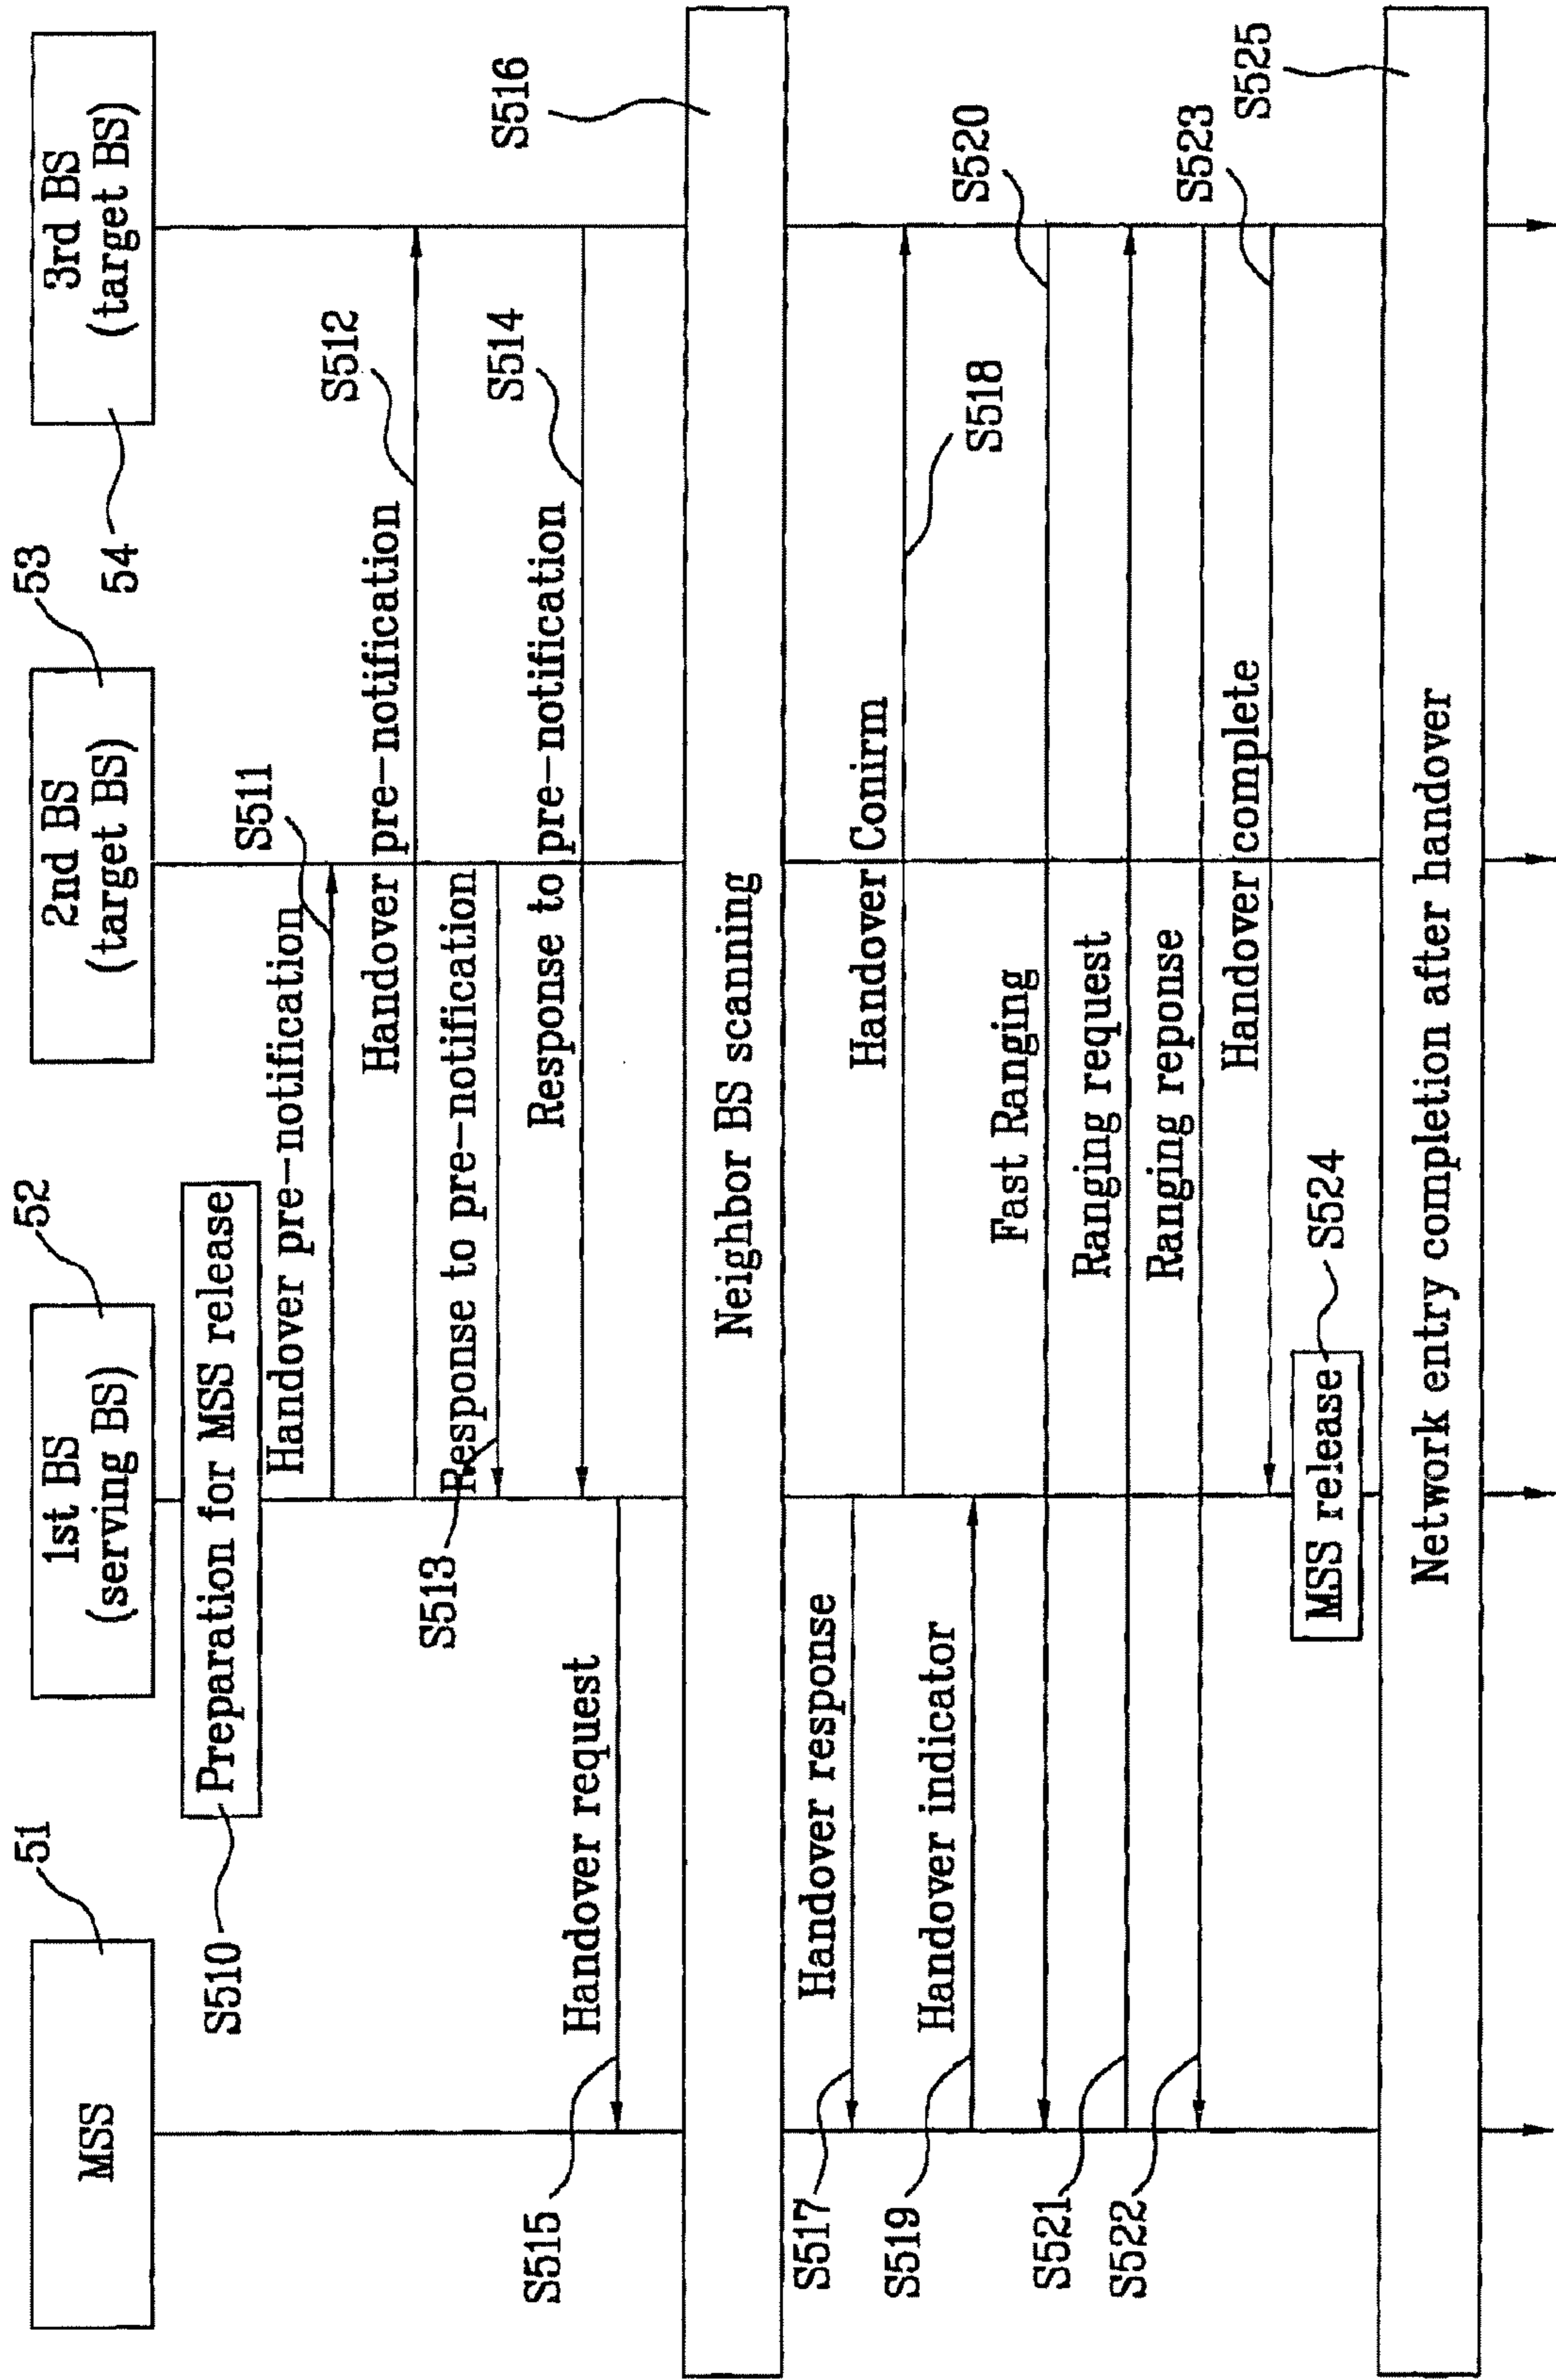 MSS
51
1st BS
(serving BS)
52
2nd BS
(target BS)
53
3rd BS
(target BS)
54
S510
Preparation for MSS release
Handover pre-notification
S511
Handover pre-notification
S512
Response to pre-notification
S513
Response to pre-notification
S514
Handover request
S515
S516
Neighbor BS scanning
Handover response
S517
Handover Conirm
S518
Handover indicator
S519
Fast Ranging
S520
Ranging request
S521
Ranging reponse
S522
Handover complete
S523
MSS release
S524
S525
Network entry completion after handover